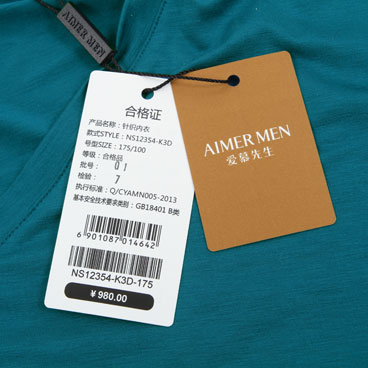 AIMER MEN
合格证
产品名称：针织内衣
款式STYLE：NS12354-K3D
号型SIZE：175/100
等级：合格品
批号： Q1
检验： 7
执行标准：Q/CYAMN005-2013
基本安全技术要求类别：GB18401 B类
6 901087 014642
NS12354-K3D-175
￥980.00
AIMER MEN
爱慕先生